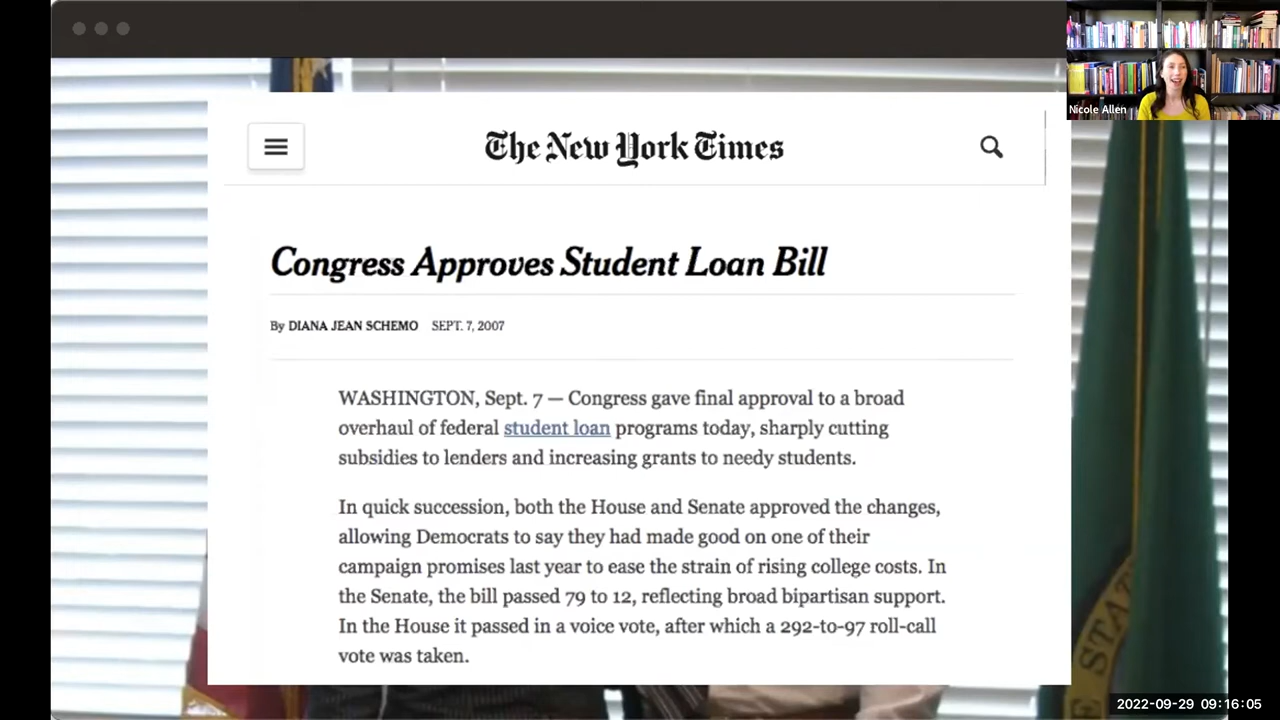 Nicole Allen
The New York Times
Congress Approves Student Loan Bill
By DIANA JEAN SCHEMO SEPT. 7, 2007
WASHINGTON, Sept. 7 — Congress gave final approval to a broad
overhaul of federal student loan programs today, sharply cutting
subsidies to lenders and increasing grants to needy students.
In quick succession, both the House and Senate approved the changes,
allowing Democrats to say they had made good on one of their
campaign promises last year to ease the strain of rising college costs. In
the Senate, the bill passed 79 to 12, reflecting broad bipartisan support.
In the House it passed in a voice vote, after which a 292-to-97 roll-call
vote was taken.
STAT
2022-09-29 09:16:05